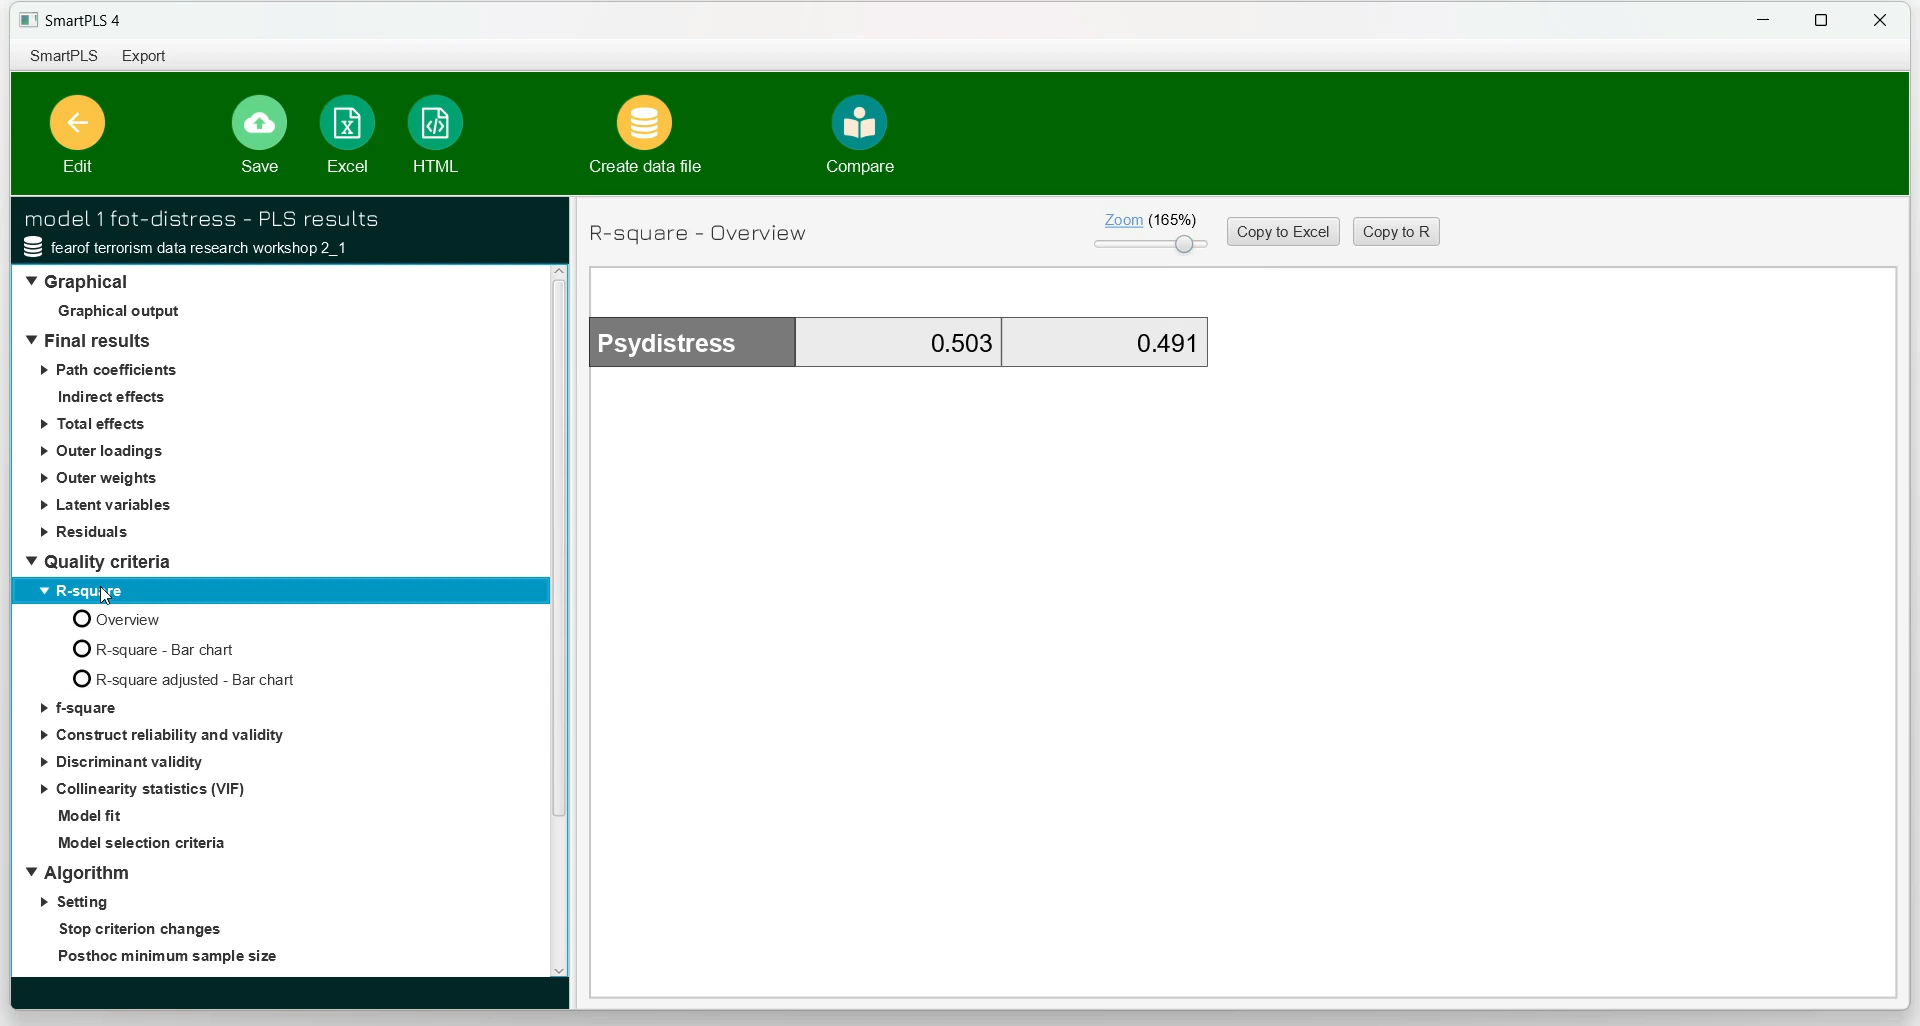 SmartPLS 4
SmartPLS Export
Edit Save Excel HTML Create data file Compare
model 1 fot-distress - PLS results
fearof terrorism data research workshop 2_1
Graphical
Graphical output
Final results
Path coefficients
Indirect effects
Total effects
Outer loadings
Outer weights
Latent variables
Residuals
Quality criteria
R-square
Overview
R-square - Bar chart
R-square adjusted - Bar chart
f-square
Construct reliability and validity
Discriminant validity
Collinearity statistics (VIF)
Model fit
Model selection criteria
Algorithm
Setting
Stop criterion changes
Posthoc minimum sample size
R-square - Overview
Zoom (165%)
Copy to Excel Copy to R
Psydistress 0.503 0.491